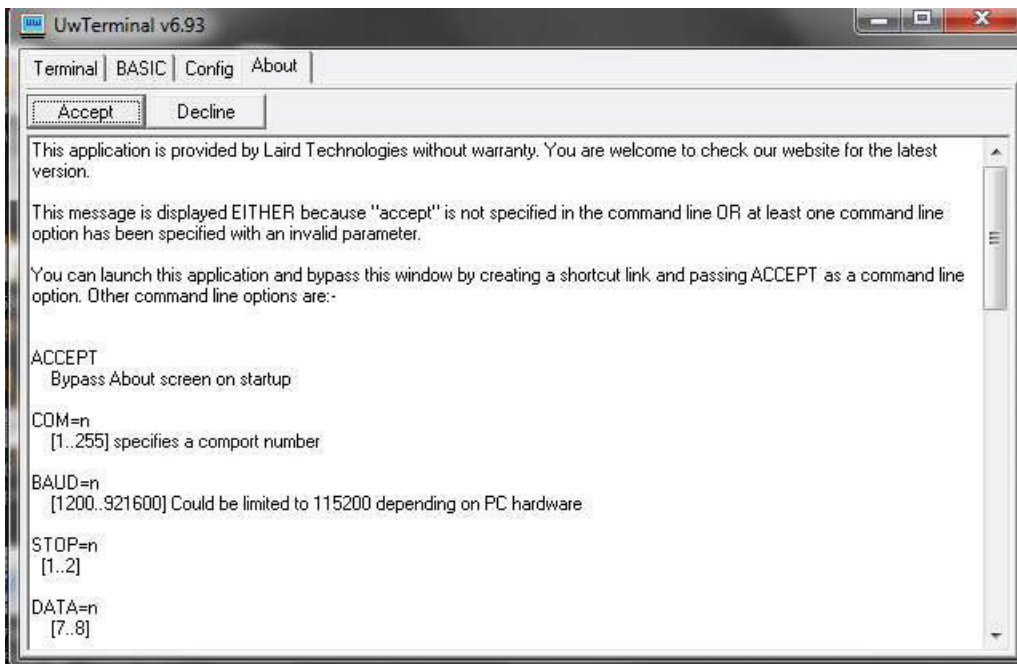 UwTerminal v6.93
Terminal BASIC Config About
Accept Decline
This application is provided by Laird Technologies without warranty. You are welcome to check our website for the latest
version.
This message is displayed EITHER because "accept" is not specified in the command line OR at least one command line
option has been specified with an invalid parameter.
You can launch this application and bypass this window by creating a shortcut link and passing ACCEPT as a command line
option. Other command line options are:-
ACCEPT
Bypass About screen on startup
COM=n
[1..255] specifies a comport number
BAUD=n
[1200..921600] Could be limited to 115200 depending on PC hardware
STOP=n
[1..2]
DATA=n
[7..8]